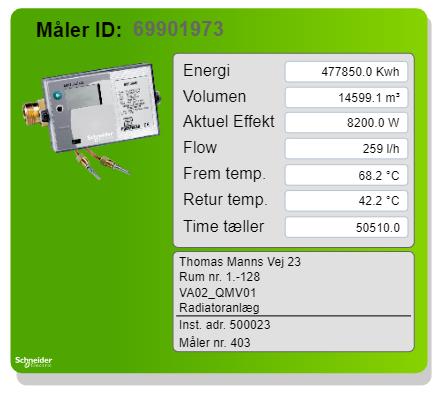 Måler ID: 69901973
Energi 477850.0 Kwh
Volumen 14599.1 m³
Aktuel Effekt 8200.0 W
Flow 259 l/h
Frem temp. 68.2 °C
Retur temp. 42.2 °C
Time tæller 50510.0
Thomas Manns Vej 23
Rum nr. 1.-128
VA02_QMV01
Radiatoranlæg
Inst. adr. 500023
Måler nr. 403
Schneider
Electric
Schneider